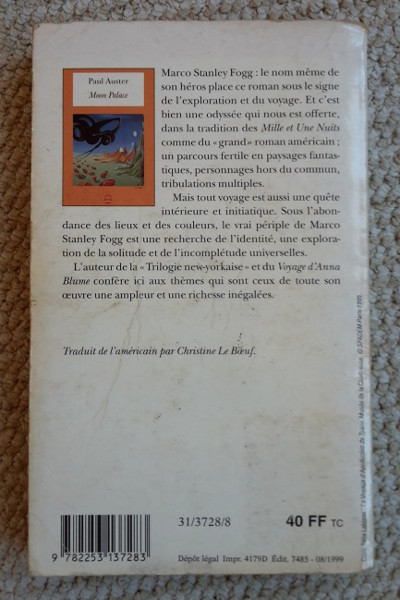 Paul Auster
Moon Palace
Marco Stanley Fogg : le nom même de
son héros place ce roman sous le signe
de l'exploration et du voyage. Et c'est
bien une odyssée qui nous est offerte,
dans la tradition des Mille et Une Nuits
comme du « grand » roman américain ;
un parcours fertile en paysages fantas-
tiques, personnages hors du commun,
tribulations multiples.
Mais tout voyage est aussi une quête
intérieure et initiatique. Sous l'abon-
dance des lieux et des couleurs, le vrai périple de Marco
Stanley Fogg est une recherche de l'identité, une explora-
tion de la solitude et de l'incomplétude universelles.
L'auteur de la « Trilogie new-yorkaise » et du Voyage d'Anna
Blume confère ici aux thèmes qui sont ceux de toute son
œuvre une ampleur et une richesse inégalées.
Traduit de l'américain par Christine Le Bœuf.
31/3728/8
40 FF TC
9 782253 137283
Dépôt légal Impr. 4179D Édit. 7485 - 08/1999